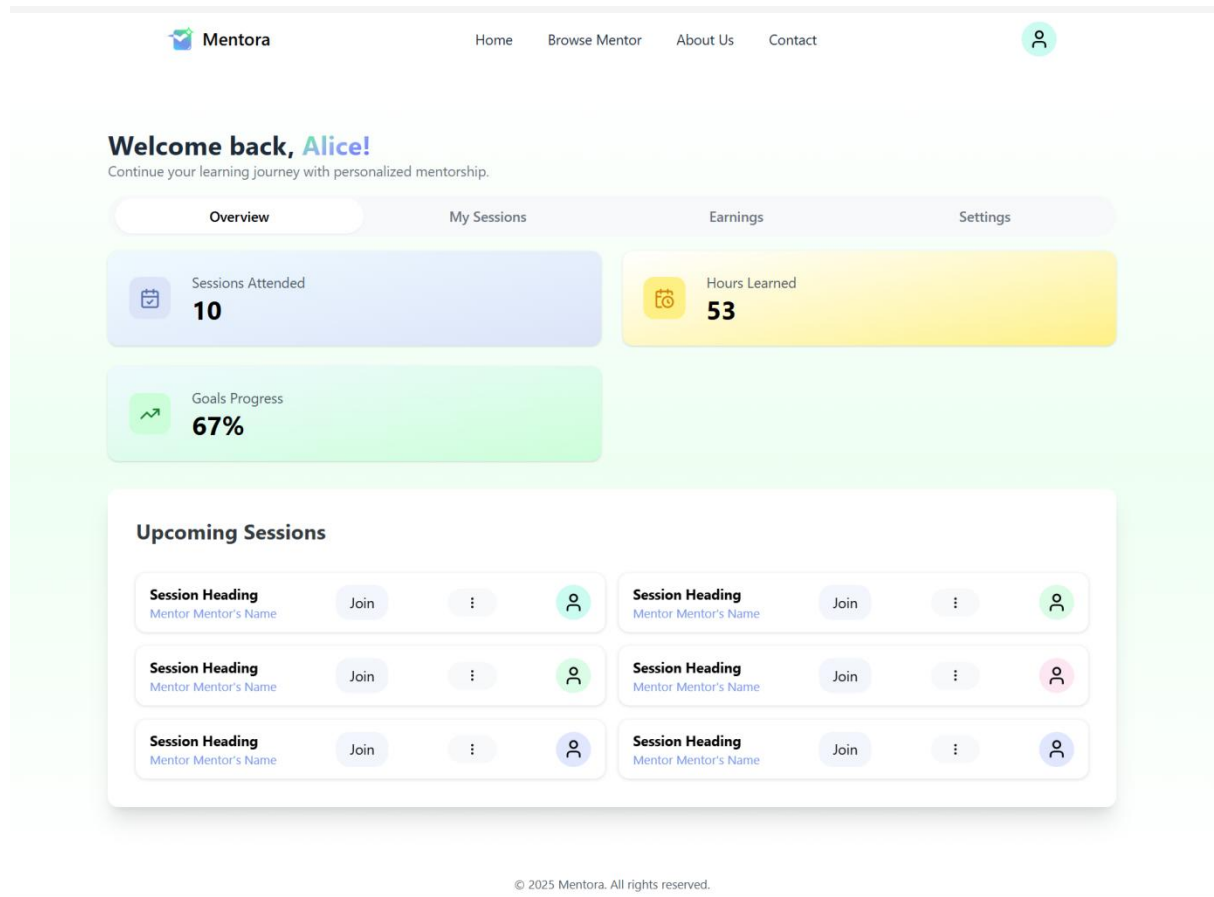 Mentora
Home Browse Mentor About Us Contact
Welcome back, Alice!
Continue your learning journey with personalized mentorship.
Overview My Sessions Earnings Settings
Sessions Attended
10
Hours Learned
53
Goals Progress
67%
Upcoming Sessions
Session Heading
Mentor Mentor's Name
Join
Session Heading
Mentor Mentor's Name
Join
Session Heading
Mentor Mentor's Name
Join
Session Heading
Mentor Mentor's Name
Join
Session Heading
Mentor Mentor's Name
Join
Session Heading
Mentor Mentor's Name
Join
© 2025 Mentora. All rights reserved.